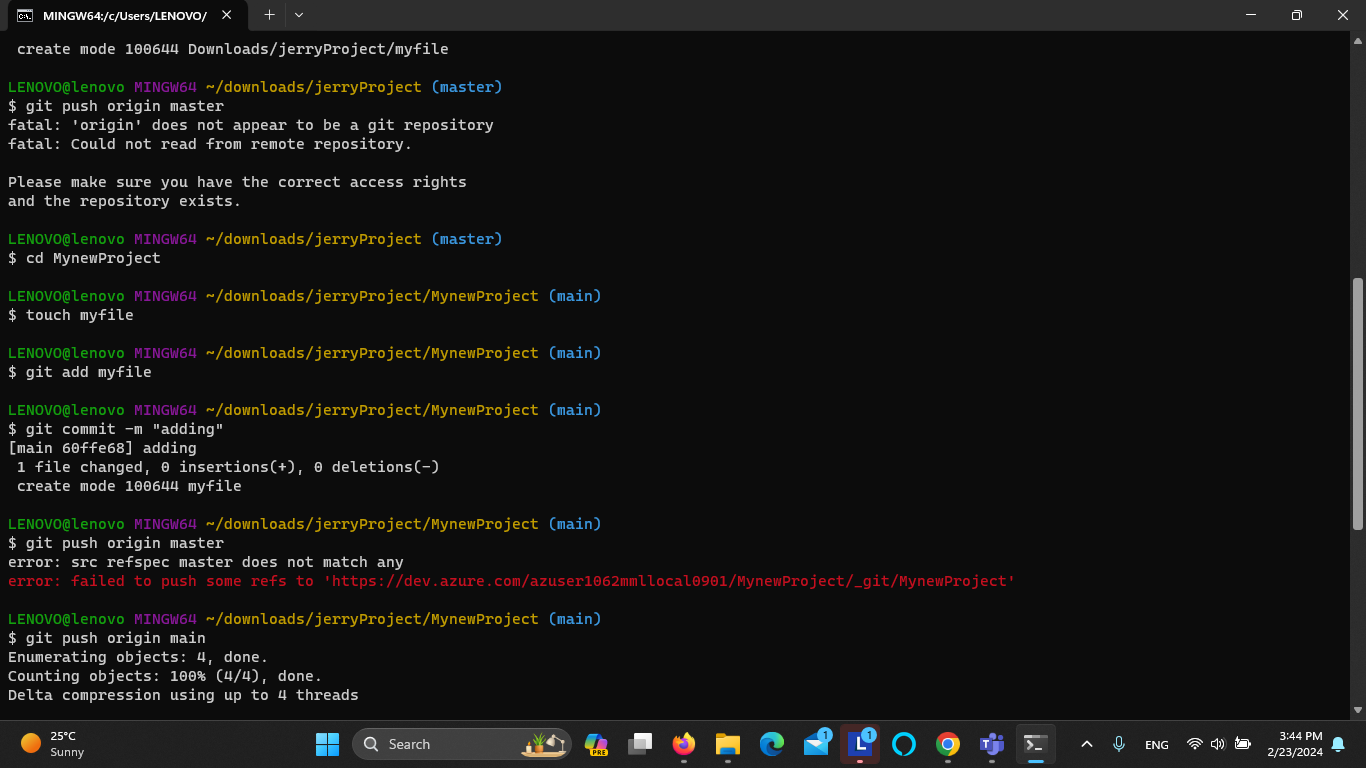 MINGW64:/c/Users/LENOVO/
create mode 100644 Downloads/jerryProject/myfile
LENOVO@lenovo MINGW64 ~/downloads/jerryProject (master)
$ git push origin master
fatal: 'origin' does not appear to be a git repository
fatal: Could not read from remote repository.
Please make sure you have the correct access rights
and the repository exists.
LENOVO@lenovo MINGW64 ~/downloads/jerryProject (master)
$ cd MynewProject
LENOVO@lenovo MINGW64 ~/downloads/jerryProject/MynewProject (main)
$ touch myfile
LENOVO@lenovo MINGW64 ~/downloads/jerryProject/MynewProject (main)
$ git add myfile
LENOVO@lenovo MINGW64 ~/downloads/jerryProject/MynewProject (main)
$ git commit -m "adding"
[main 60ffe68] adding
1 file changed, 0 insertions(+), 0 deletions(-)
create mode 100644 myfile
LENOVO@lenovo MINGW64 ~/downloads/jerryProject/MynewProject (main)
$ git push origin master
error: src refspec master does not match any
error: failed to push some refs to 'https://dev.azure.com/azuser1062mmllocal0901/MynewProject/_git/MynewProject'
LENOVO@lenovo MINGW64 ~/downloads/jerryProject/MynewProject (main)
$ git push origin main
Enumerating objects: 4, done.
Counting objects: 100% (4/4), done.
Delta compression using up to 4 threads
25°C
Sunny
Search
PRE
1
L
1
T
ENG
3:44 PM
2/23/2024